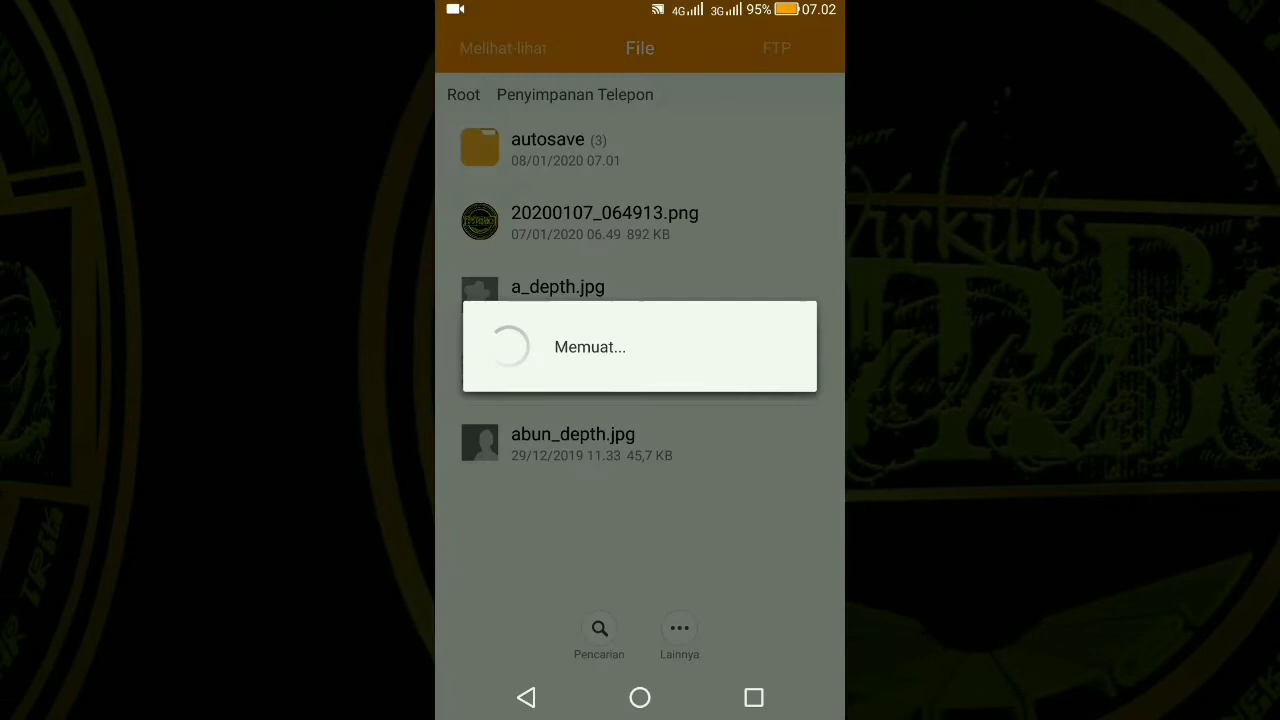 4G 3G 95% 07.02
Melihat-lihat File FTP
Root Penyimpanan Telepon
autosave (3)
08/01/2020 07.01
20200107_064913.png
07/01/2020 06.49 892 KB
a_depth.jpg
Memuat...
abun_depth.jpg
29/12/2019 11.33 45,7 KB
Pencarian Lainnya